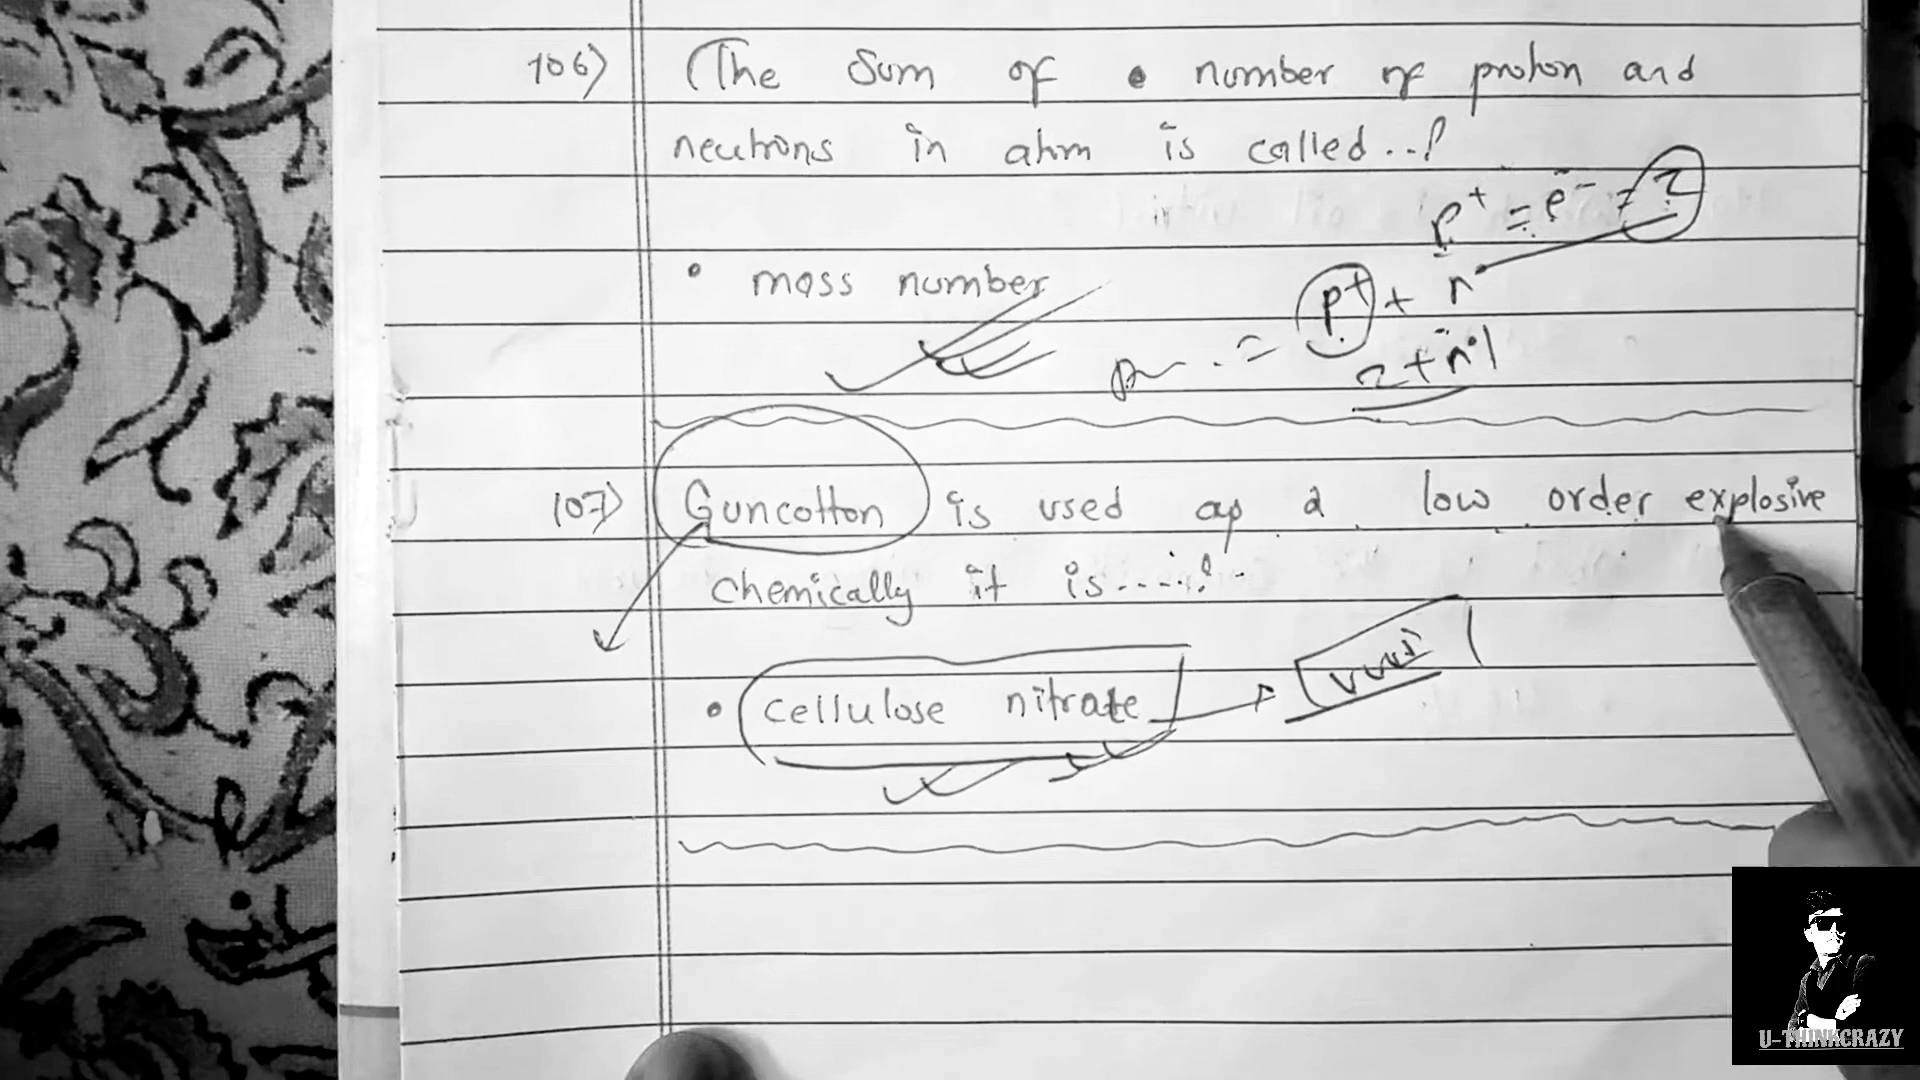 106) The Sum of number of proton and
neutrons in atom is called..?
p+ = e- = Z
• mass number
= p+ + n
Z + n
107) Guncotton is used as a low order explosive
chemically it is.....?
• cellulose nitrate
U-THINKCRAZY